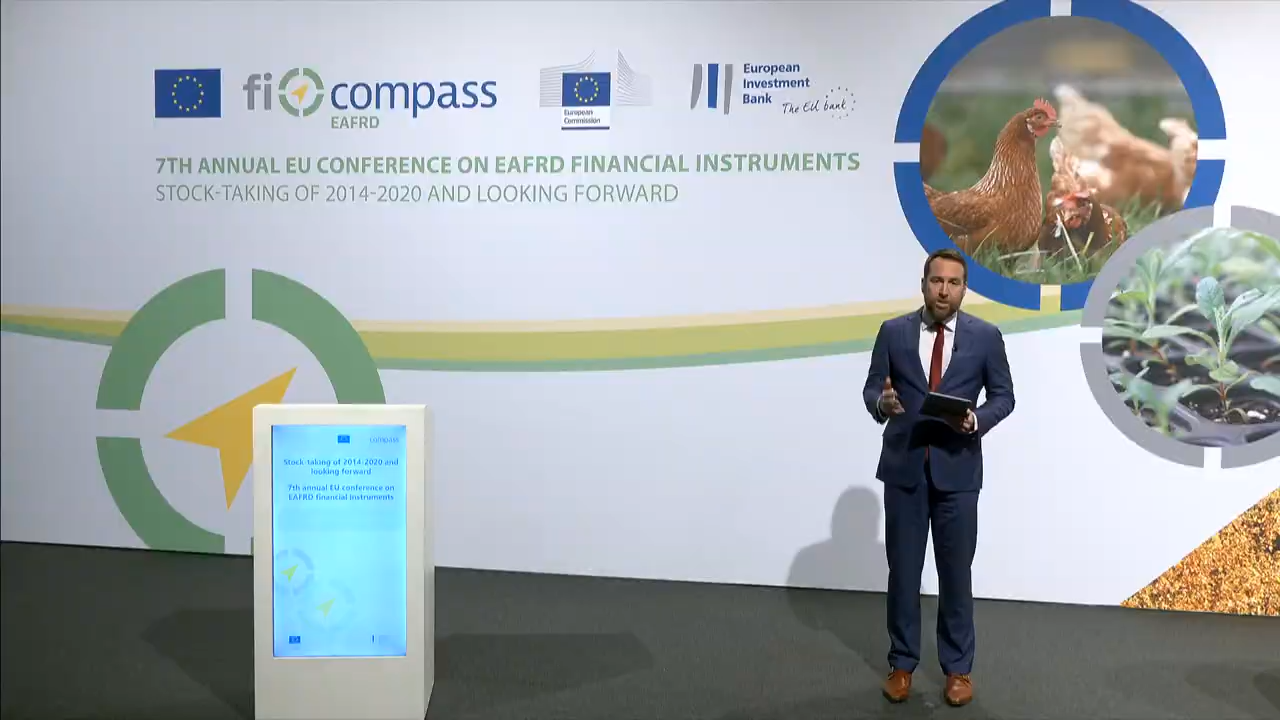 fi compass
EAFRD
European
Commission
European
Investment
Bank
The EU bank
7TH ANNUAL EU CONFERENCE ON EAFRD FINANCIAL INSTRUMENTS
STOCK-TAKING OF 2014-2020 AND LOOKING FORWARD
compass
Stock-taking of 2014-2020 and
looking forward
7th annual EU conference on
EAFRD financial instruments